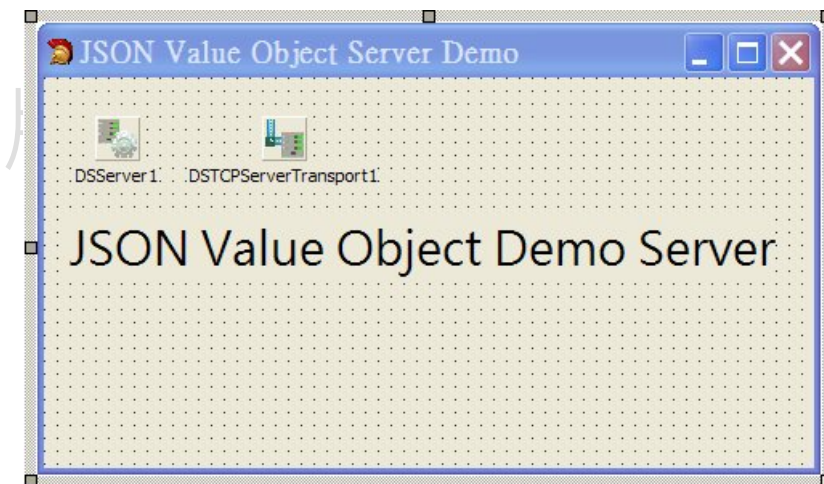 JSON Value Object Server Demo
DSServer1 DSTCPServerTransport1
JSON Value Object Demo Server